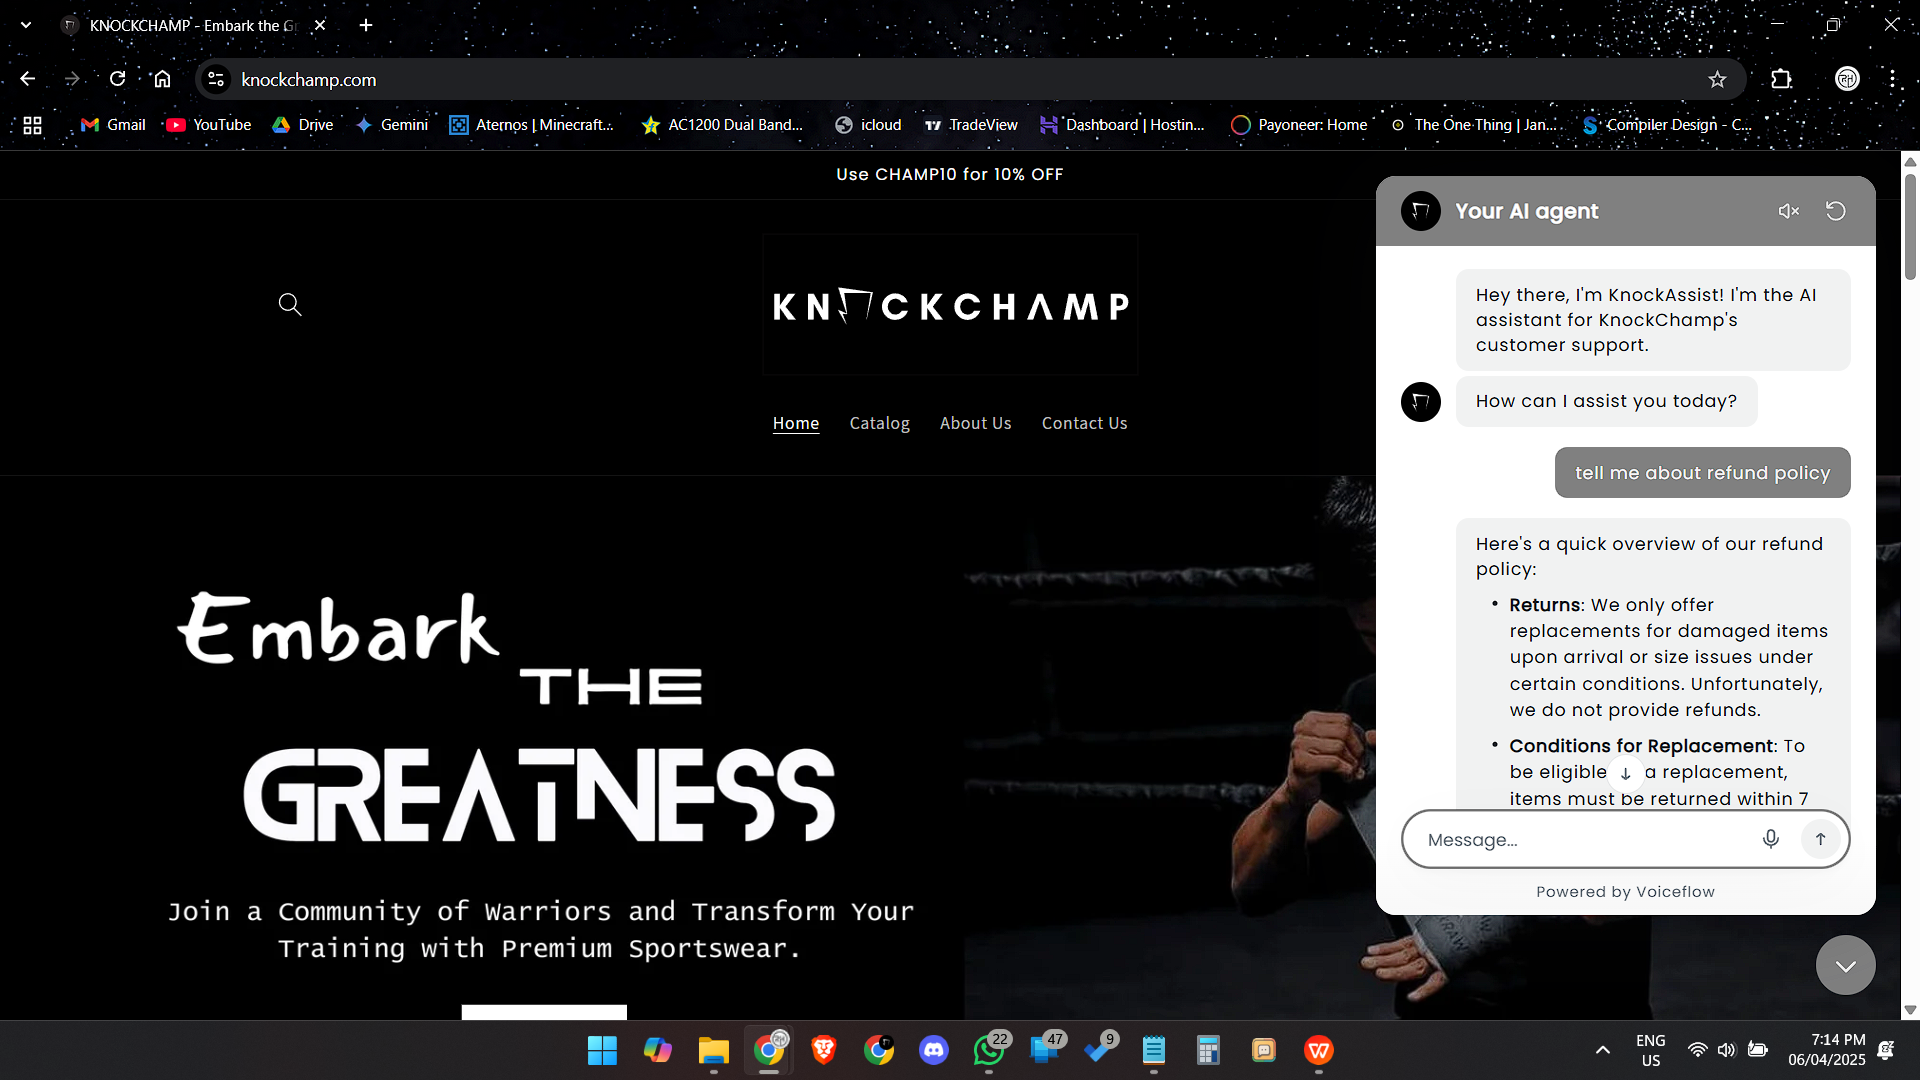 KNOCKCHAMP - Embark the Gr
knockchamp.com
Gmail
YouTube
Drive
Gemini
Aternos | Minecraft...
AC1200 Dual Band...
icloud
TradeView
Dashboard | Hostin...
Payoneer: Home
The One Thing | Jan...
Compiler Design - C...
Use CHAMP10 for 10% OFF
KNOCKCHAMP
Home
Catalog
About Us
Contact Us
Embark
THE
GREATNESS
Join a Community of Warriors and Transform Your
Training with Premium Sportswear.
Your AI agent
Hey there, I'm KnockAssist! I'm the AI
assistant for KnockChamp's
customer support.
How can I assist you today?
tell me about refund policy
Here's a quick overview of our refund
policy:
• Returns: We only offer
replacements for damaged items
upon arrival or size issues under
certain conditions. Unfortunately,
we do not provide refunds.
• Conditions for Replacement: To
be eligible a replacement,
items must be returned within 7
Message...
Powered by Voiceflow
22
47
9
ENG
US
7:14 PM
06/04/2025